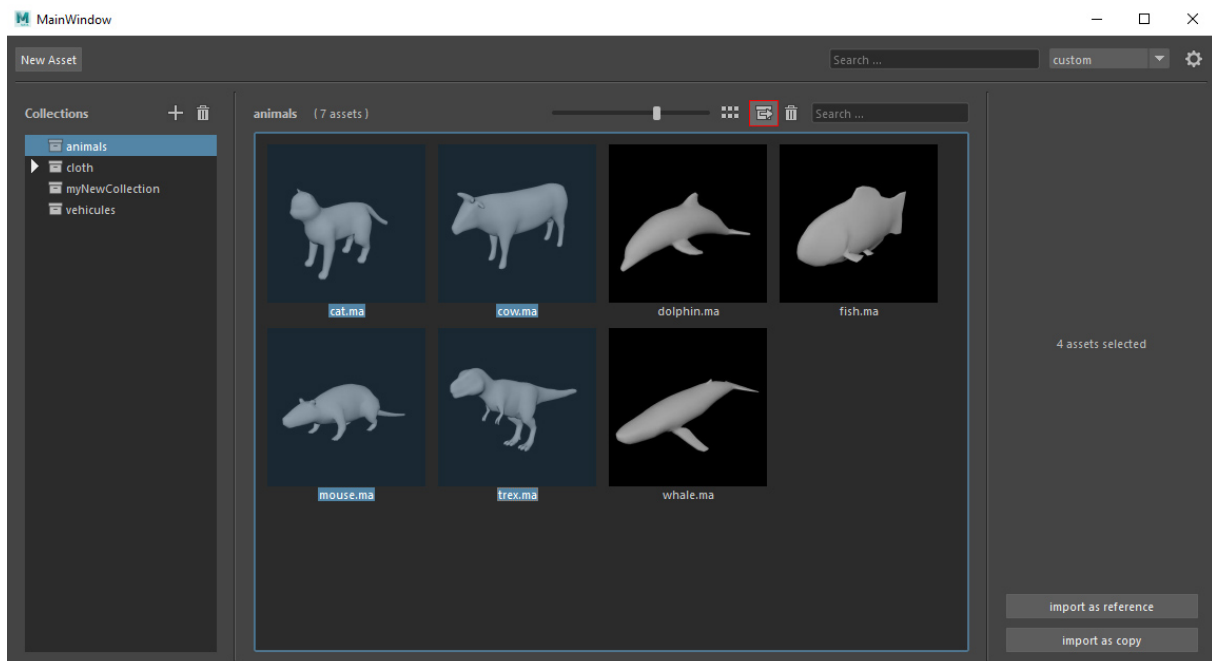 MainWindow
New Asset
Search ...
custom
Collections
animals
cloth
myNewCollection
vehicules
animals (7 assets)
Search ...
cat.ma
cow.ma
dolphin.ma
fish.ma
mouse.ma
trex.ma
whale.ma
4 assets selected
import as reference
import as copy